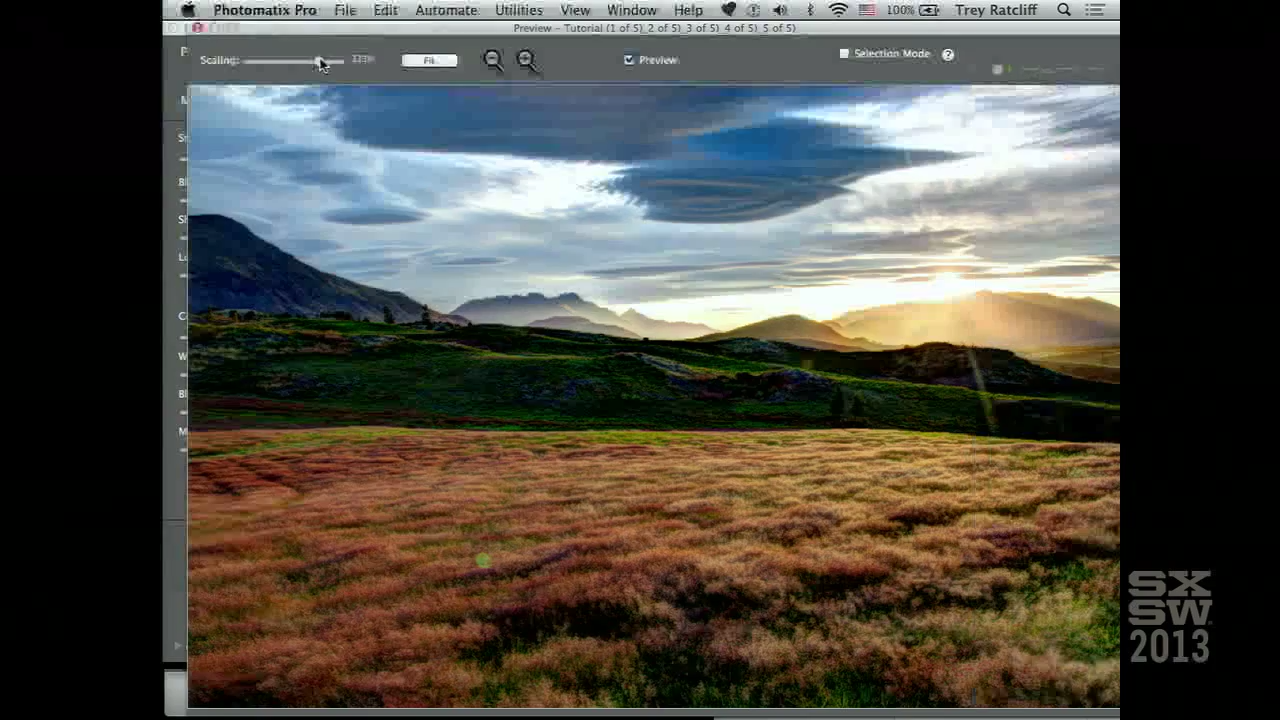 Photomatix Pro File Edit Automate Utilities View Window Help 100% Trey Ratcliff
Preview – Tutorial (1 of 5)_2 of 5)_3 of 5)_4 of 5)_5 of 5)
Scaling: Fit Preview Selection Mode ?
SX
SW
2013